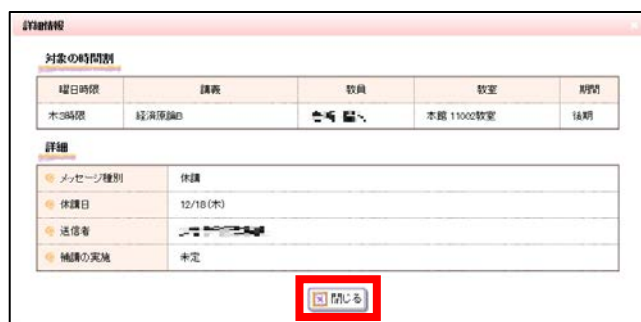 詳細情報
対象の時間割
曜日時限 講義 教員 教室 期間
木3時限 経済原論B 本館 11002教室 後期
詳細
メッセージ種別 休講
休講日 12/18(木)
送信者
補講の実施 未定
閉じる